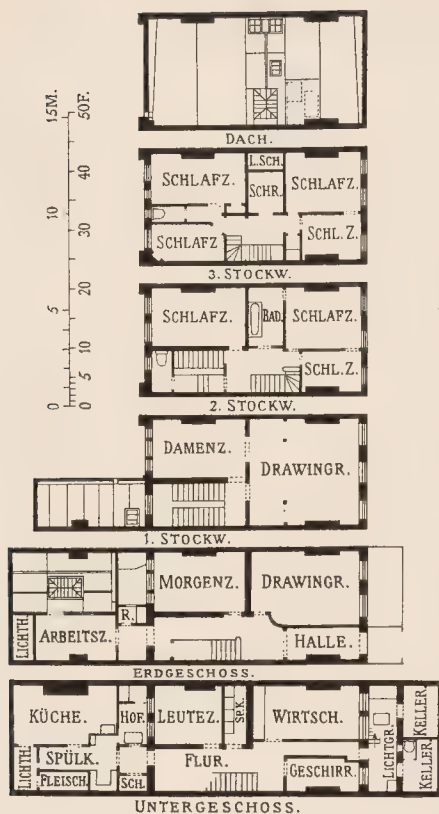 15M.
50F.
40
10
30
20
5
10
5
0
0
DACH.
L.SCH.
SCHLAFZ.
SCHR.
SCHLAFZ.
SCHLAFZ
SCHL.Z.
3. STOCKW.
SCHLAFZ.
BAD.
SCHLAFZ.
SCHL.Z.
2. STOCKW.
DAMENZ.
DRAWINGR.
1. STOCKW.
MORGENZ.
DRAWINGR.
LICHTH.
ARBEITSZ.
R.
HALLE.
ERDGESCHOSS.
KÜCHE.
HOF.
LEUTEZ.
SP.K.
WIRTSCH.
LICHTGR.
KELLER.
LICHTH.
SPÜLK.
FLUR.
GESCHIRR.
KELLER.
FLEISCH.
SCH.
UNTERGESCHOSS.